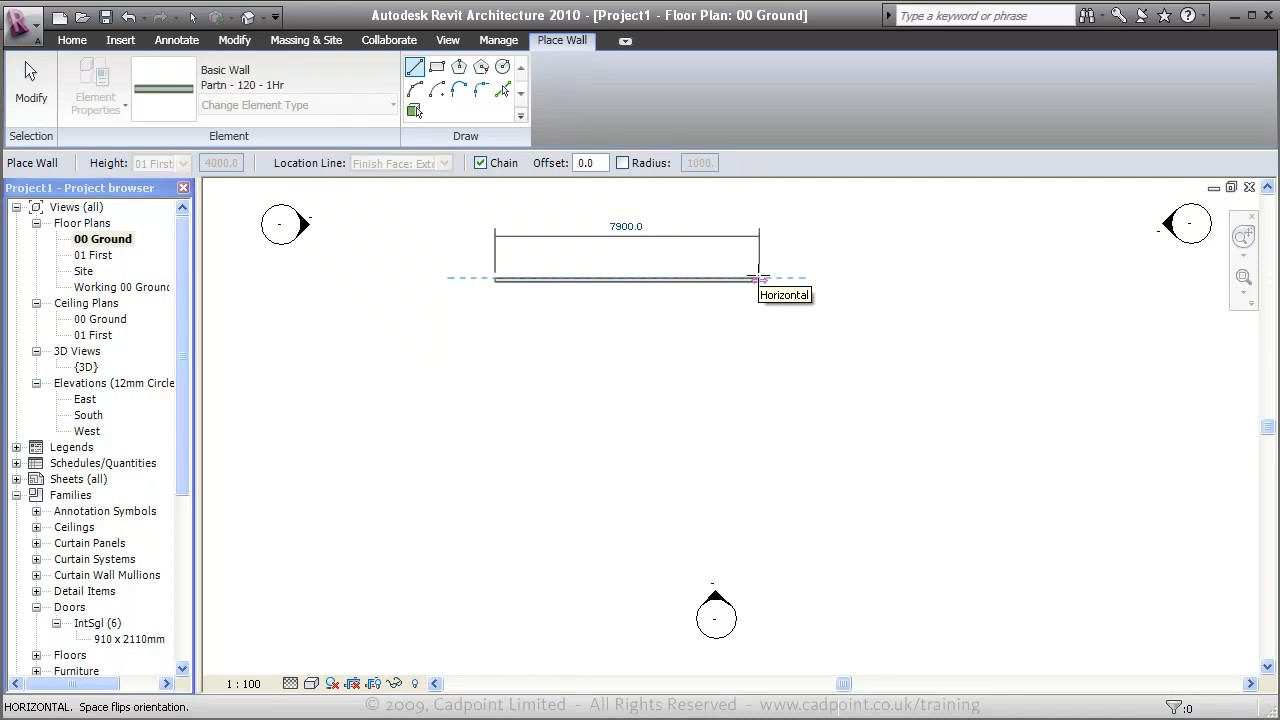 Autodesk Revit Architecture 2010 - [Project1 - Floor Plan: 00 Ground]
Type a keyword or phrase
Home Insert Annotate Modify Massing & Site Collaborate View Manage Place Wall
Modify
Element
Properties
Basic Wall
Partn - 120 - 1Hr
Change Element Type
Selection Element Draw
Place Wall Height: 01 First 4000.0 Location Line: Finish Face: Exte Chain Offset: 0.0 Radius: 1000.
Project1 - Project browser
Views (all)
Floor Plans
00 Ground
01 First
Site
Working 00 Ground
Ceiling Plans
00 Ground
01 First
3D Views
{3D}
Elevations (12mm Circle
East
South
West
Legends
Schedules/Quantities
Sheets (all)
Families
Annotation Symbols
Ceilings
Curtain Panels
Curtain Systems
Curtain Wall Mullions
Detail Items
Doors
IntSgl (6)
910 x 2110mm
Floors
Furniture
7900.0
Horizontal
1 : 100
HORIZONTAL. Space flips orientation.
© 2009, Cadpoint Limited - All Rights Reserved - www.cadpoint.co.uk/training
:0